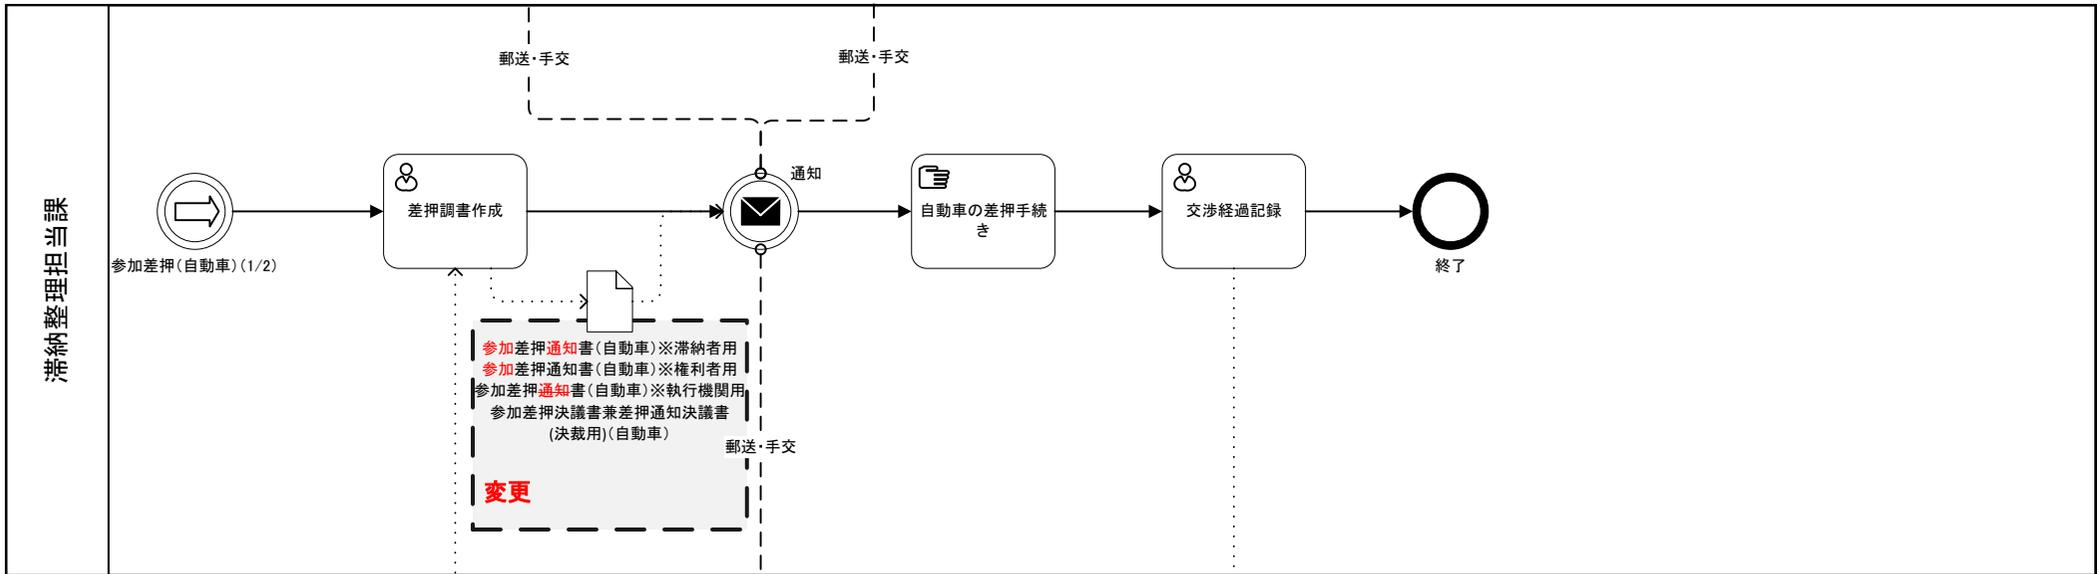 郵送・手交
郵送・手交
滞納整理担当課
参加差押(自動車)(1/2)
差押調書作成
通知
自動車の差押手続
き
交渉経過記録
終了
参加差押通知書(自動車)※滞納者用
参加差押通知書(自動車)※権利者用
参加差押通知書(自動車)※執行機関用
参加差押決議書兼差押通知決議書
(決裁用)(自動車)
郵送・手交
変更